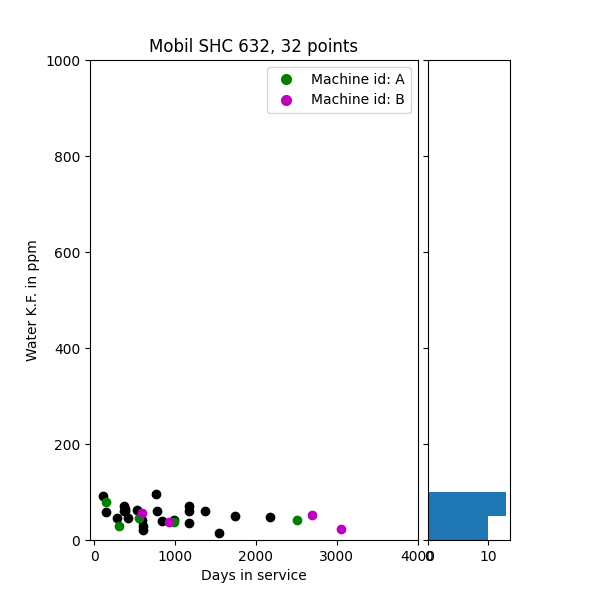 Mobil SHC 632, 32 points
Machine id: A
Machine id: B
Water K.F. in ppm
1000
800
600
400
200
0
0 1000 2000 3000 4000
0 10
Days in service